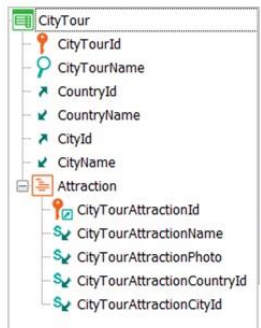 CityTour
CityTourId
CityTourName
CountryId
CountryName
CityId
CityName
Attraction
CityTourAttractionId
CityTourAttractionName
CityTourAttractionPhoto
CityTourAttractionCountryId
CityTourAttractionCityId